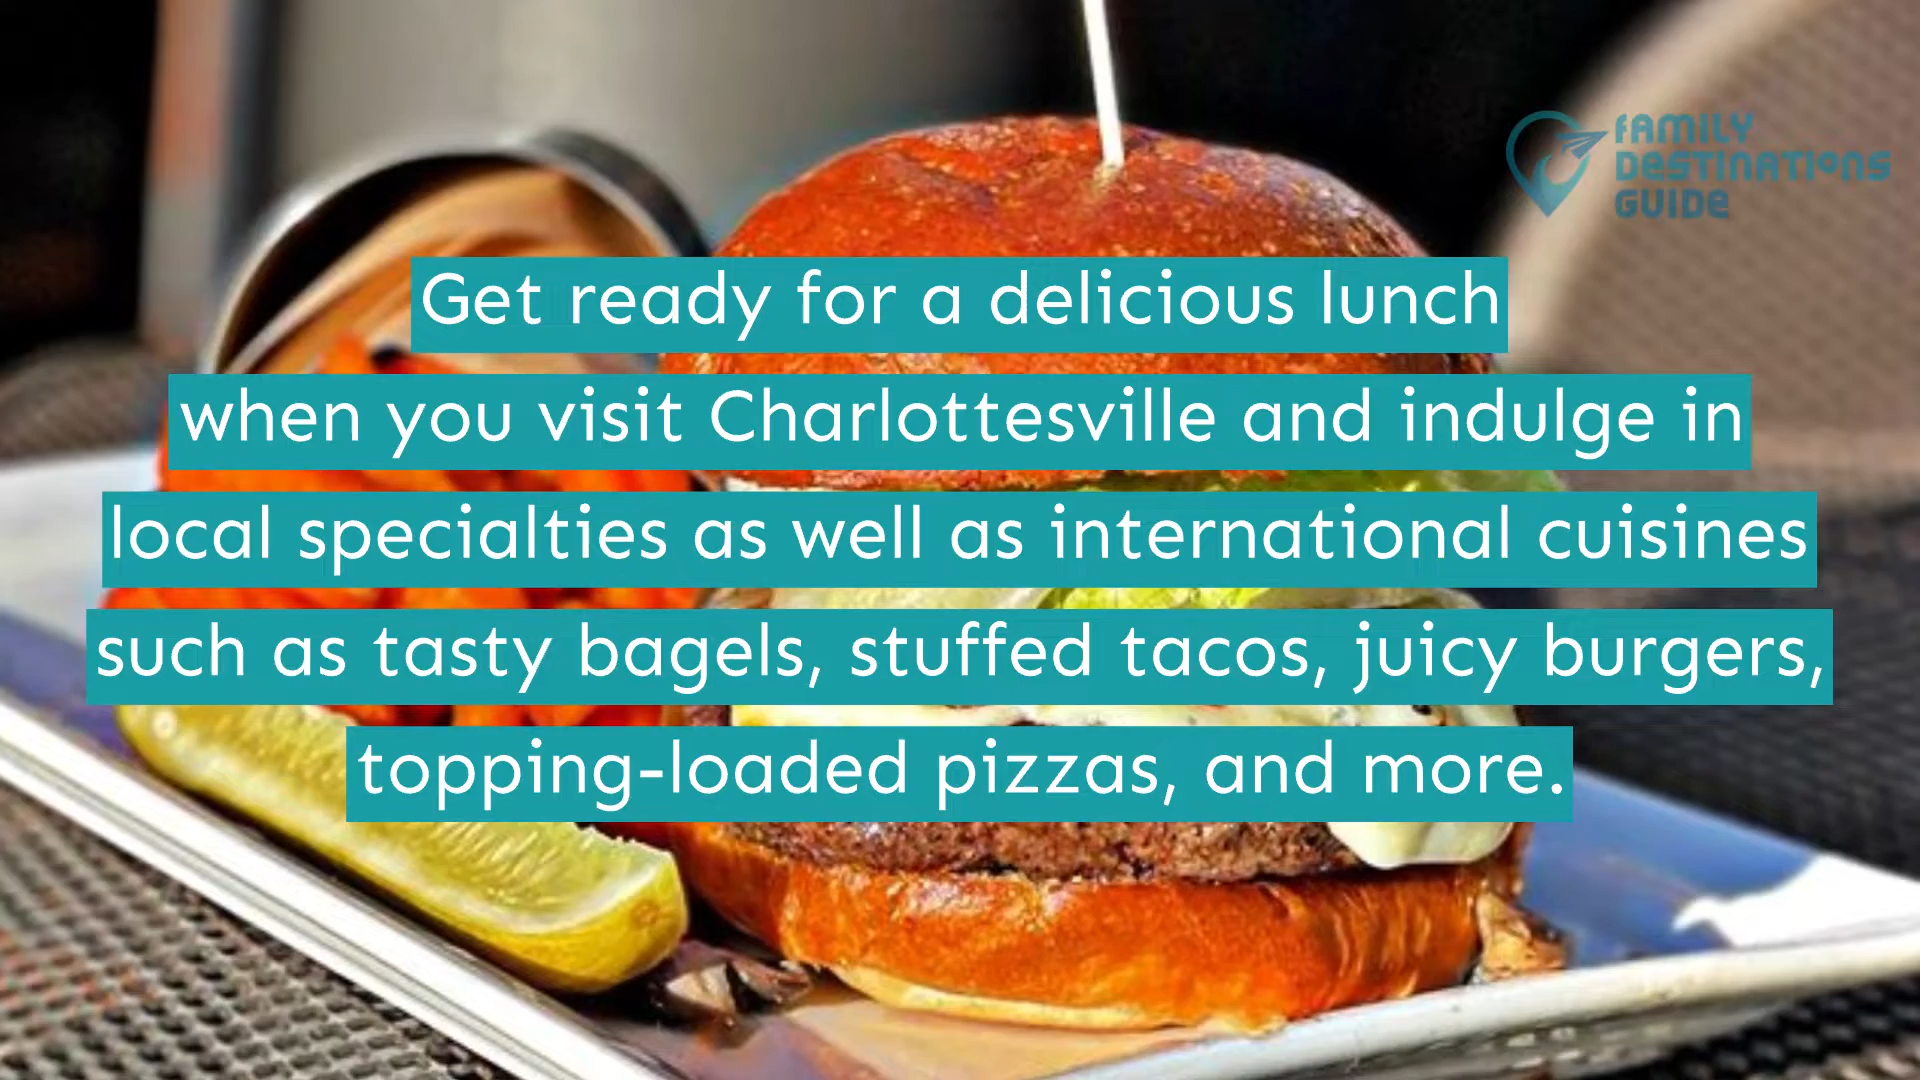 FAMILY
DESTINATIONS
GUIDE
Get ready for a delicious lunch
when you visit Charlottesville and indulge in
local specialties as well as international cuisines
such as tasty bagels, stuffed tacos, juicy burgers,
topping-loaded pizzas, and more.